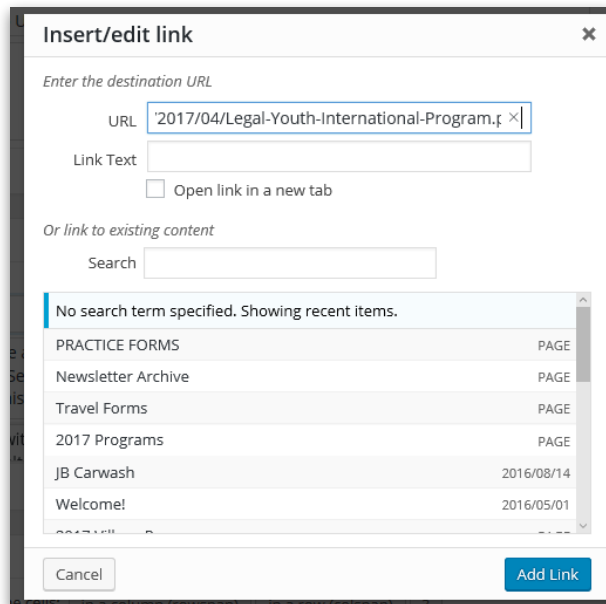 Insert/edit link
Enter the destination URL
URL '2017/04/Legal-Youth-International-Program.p ×
Link Text
Open link in a new tab
Or link to existing content
Search
No search term specified. Showing recent items.
PRACTICE FORMS PAGE
Newsletter Archive PAGE
Travel Forms PAGE
2017 Programs PAGE
JB Carwash 2016/08/14
Welcome! 2016/05/01
Cancel Add Link